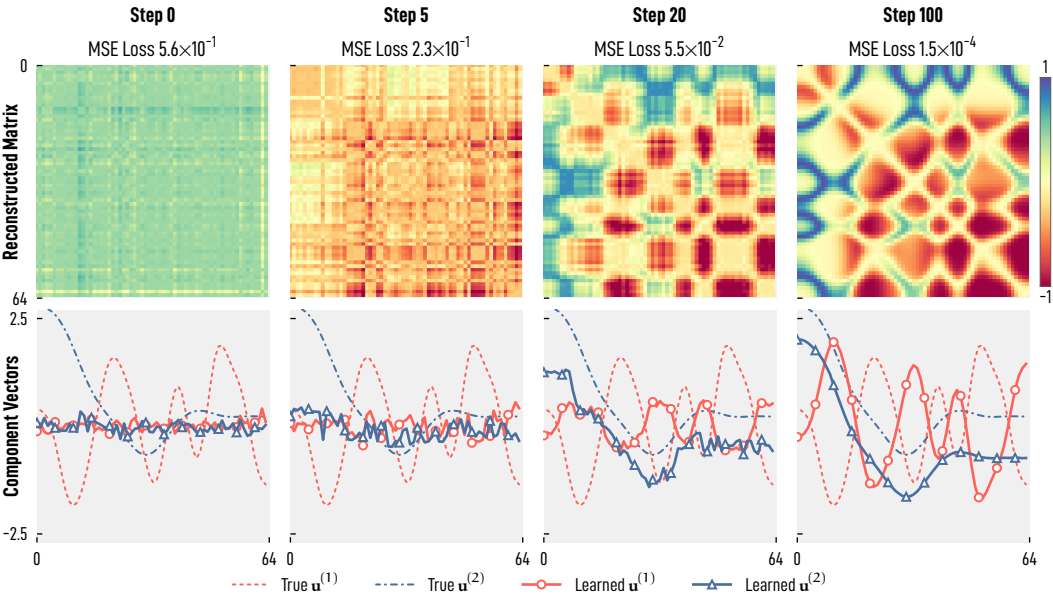 Step 0
Step 5
Step 20
Step 100
MSE Loss 5.6×10⁻¹
MSE Loss 2.3×10⁻¹
MSE Loss 5.5×10⁻²
MSE Loss 1.5×10⁻⁴
Reconstructed Matrix
0
64
1
−1
Component Vectors
2.5
−2.5
0
64
0
64
0
64
0
64
True u⁽¹⁾
True u⁽²⁾
Learned u⁽¹⁾
Learned u⁽²⁾